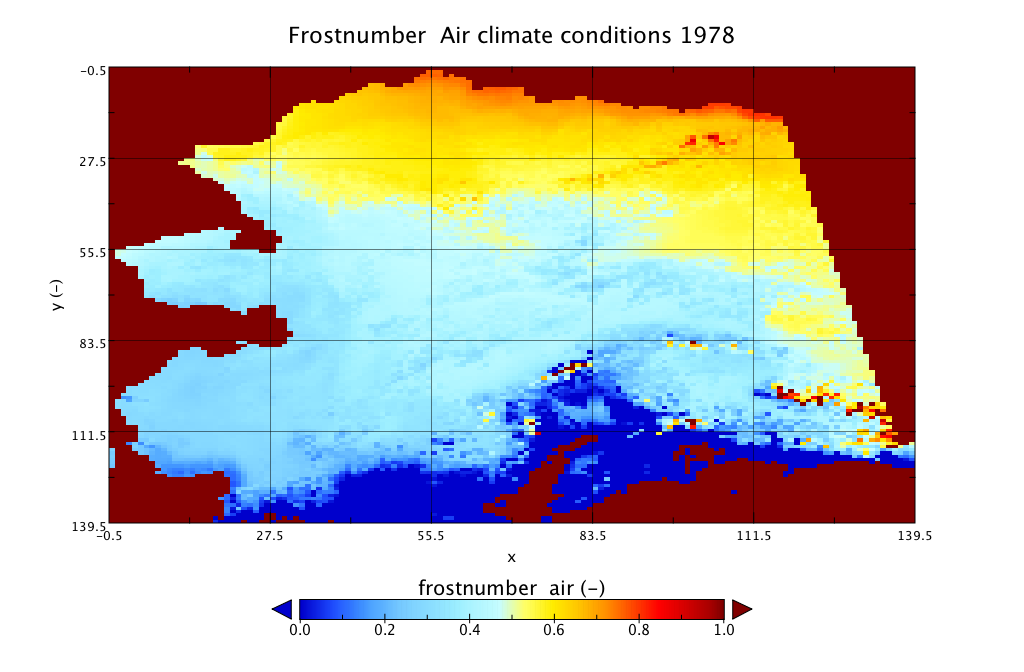 Frostnumber  Air climate conditions 1978
−0.5
27.5
55.5
83.5
111.5
139.5
y (−)
−0.5 27.5 55.5 83.5 111.5 139.5
x
frostnumber  air (−)
0.0 0.2 0.4 0.6 0.8 1.0